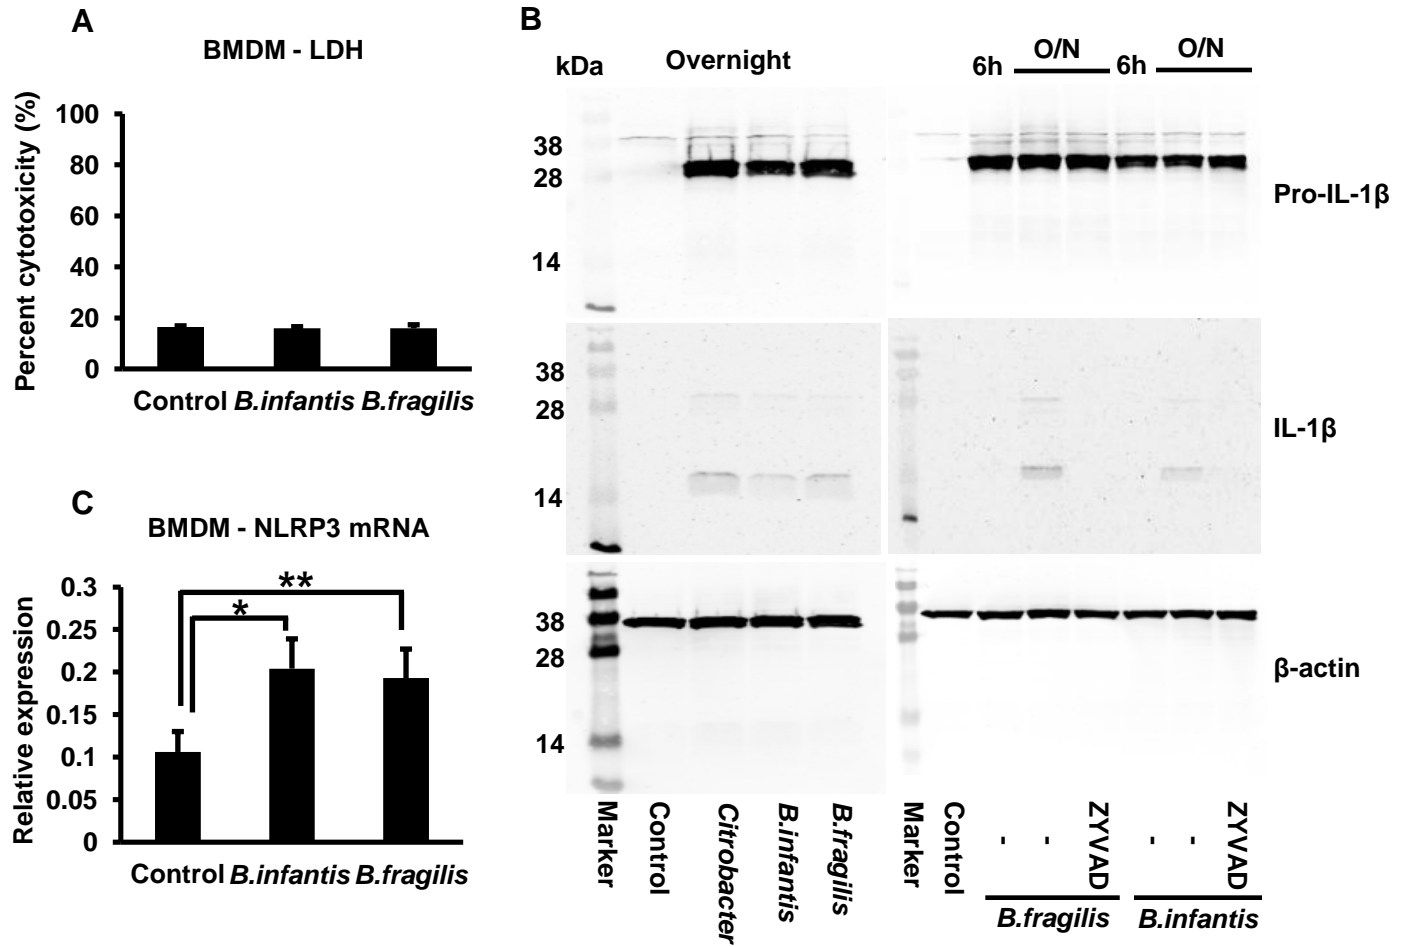 A
BMDM - LDH
Percent cytotoxicity (%)
100
80
60
40
20
0
Control B.infantis B.fragilis
B
kDa
Overnight
6h
O/N
6h
O/N
38
28
14
Pro-IL-1β
38
28
14
IL-1β
38
28
14
β-actin
Marker
Control
Citrobacter
B.infantis
B.fragilis
Marker
Control
-
-
ZYVAD
-
-
ZYVAD
B.fragilis
B.infantis
C
BMDM - NLRP3 mRNA
Relative expression
0.3
0.25
0.2
0.15
0.1
0.05
0
**
*
Control B.infantis B.fragilis